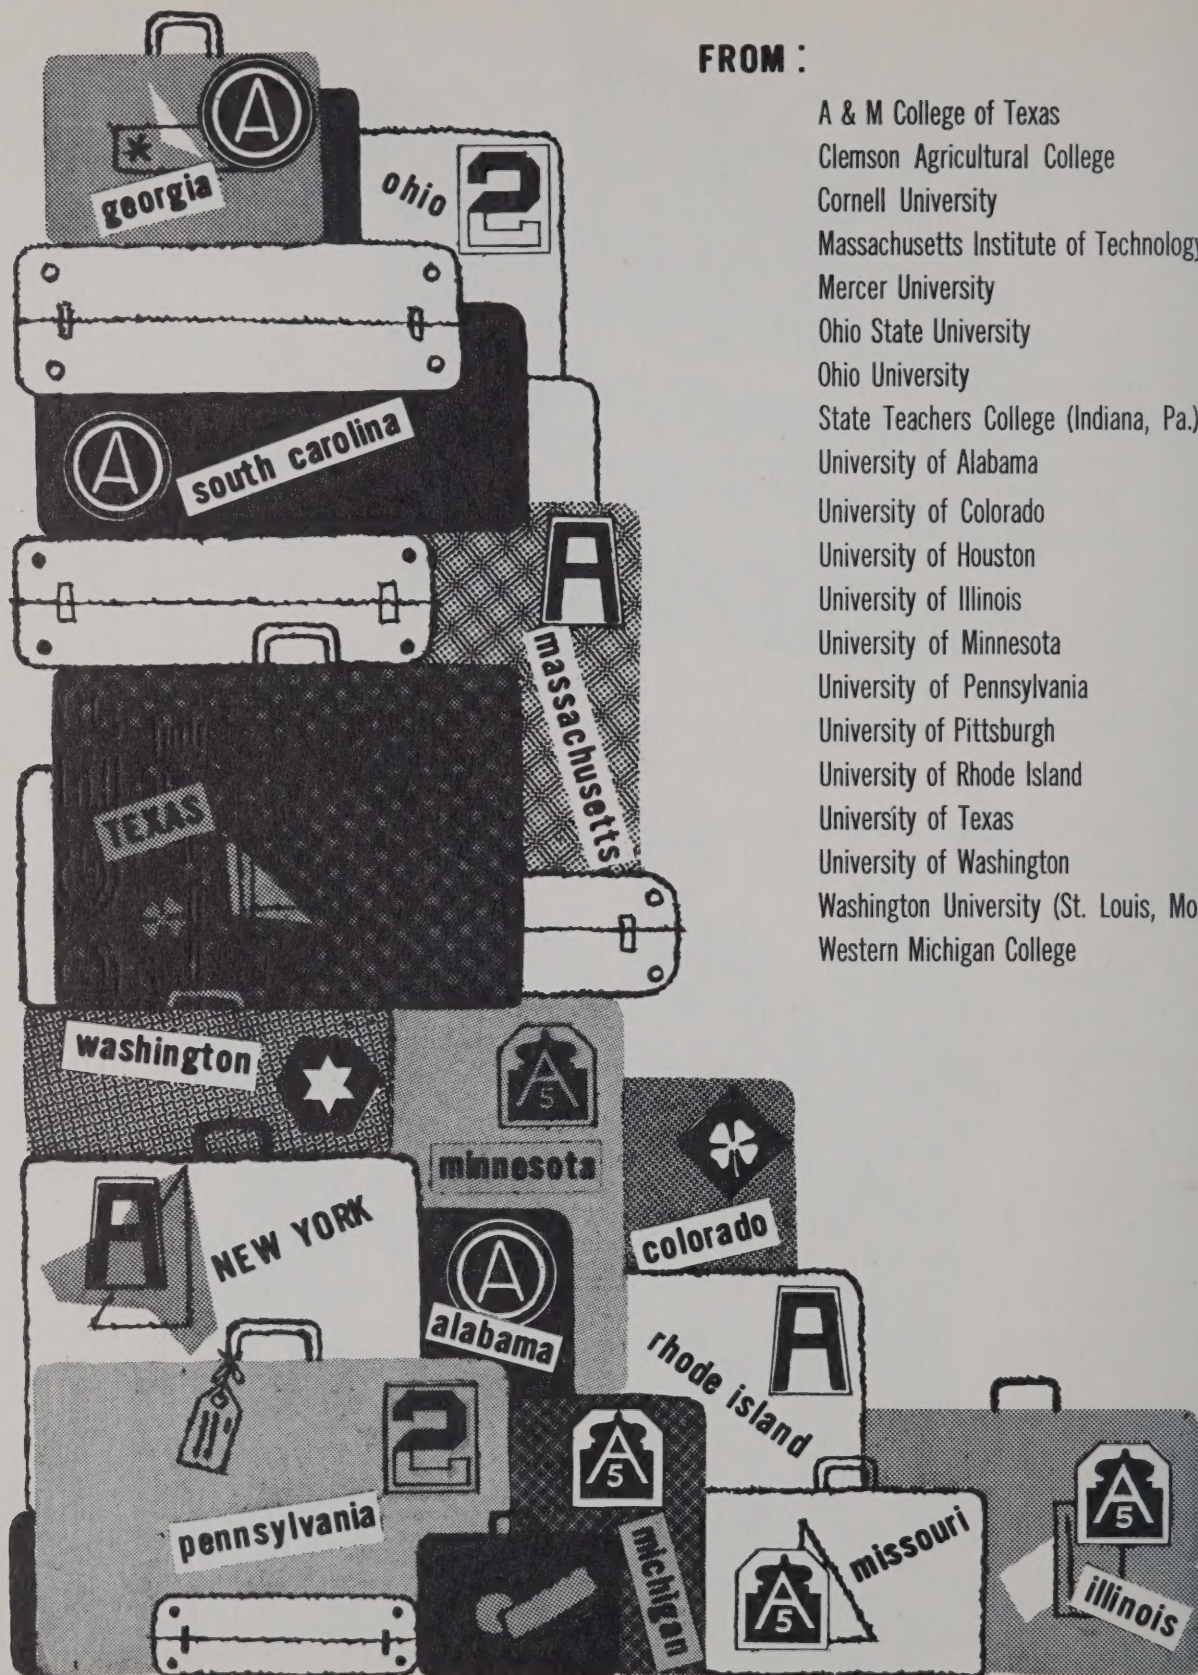 FROM :
A & M College of Texas
Clemson Agricultural College
Cornell University
Massachusetts Institute of Technology
Mercer University
Ohio State University
Ohio University
State Teachers College (Indiana, Pa.)
University of Alabama
University of Colorado
University of Houston
University of Illinois
University of Minnesota
University of Pennsylvania
University of Pittsburgh
University of Rhode Island
University of Texas
University of Washington
Washington University (St. Louis, Mo
Western Michigan College
A
*
georgia
ohio
2
A
south carolina
A
massachusetts
TEXAS
washington
A
5
minnesota
colorado
A
NEW YORK
A
alabama
A
rhode island
2
pennsylvania
A
5
michigan
A
5
missouri
A
5
illinois